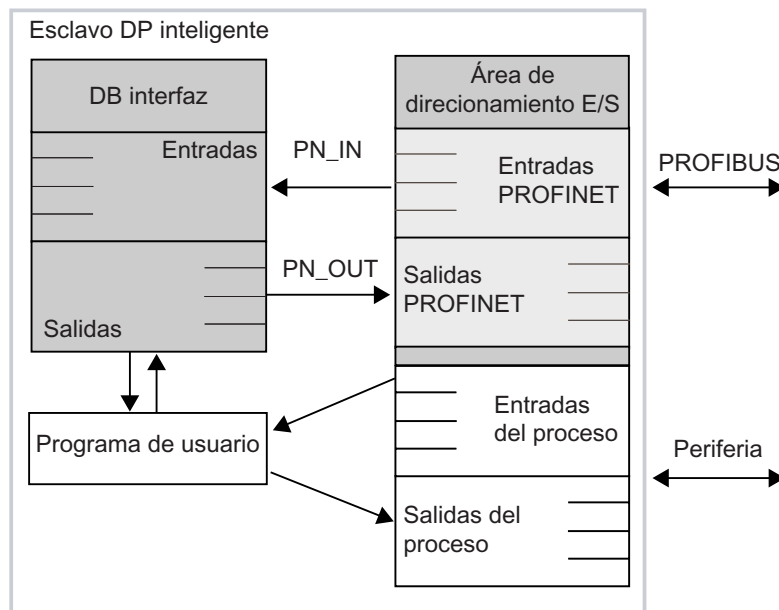 Esclavo DP inteligente
DB interfaz
Entradas
Salidas
PN_IN
PN_OUT
Área de
direcionamiento E/S
Entradas
PROFINET
Salidas
PROFINET
PROFIBUS
Programa de usuario
Entradas
del proceso
Salidas del
proceso
Periferia